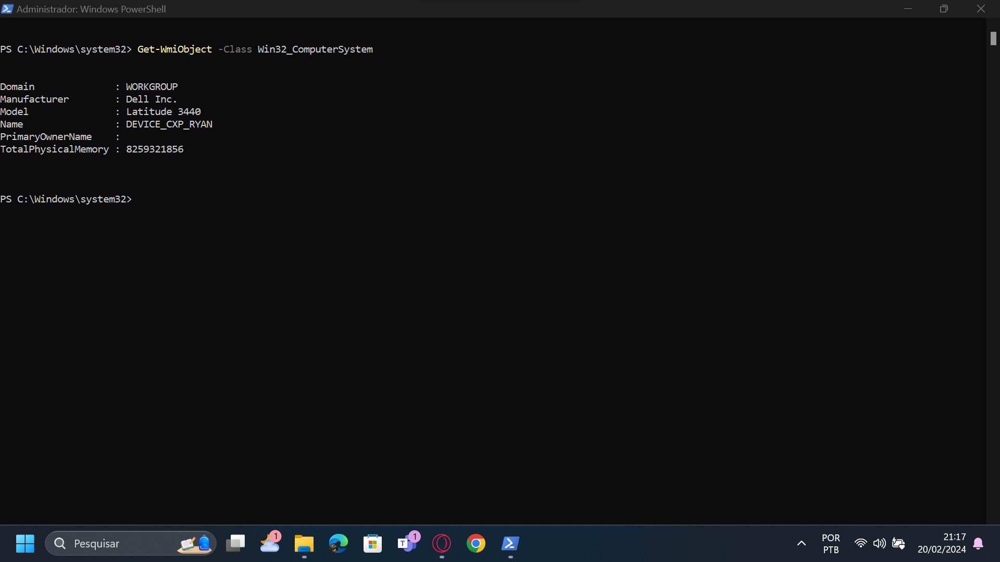 Administrador: Windows PowerShell
PS C:\Windows\system32> Get-WmiObject -Class Win32_ComputerSystem
Domain              : WORKGROUP
Manufacturer        : Dell Inc.
Model               : Latitude 3440
Name                : DEVICE_CXP_RYAN
PrimaryOwnerName    :
TotalPhysicalMemory : 8259321856
PS C:\Windows\system32>
Pesquisar
1
T
1
POR
PTB
21:17
20/02/2024